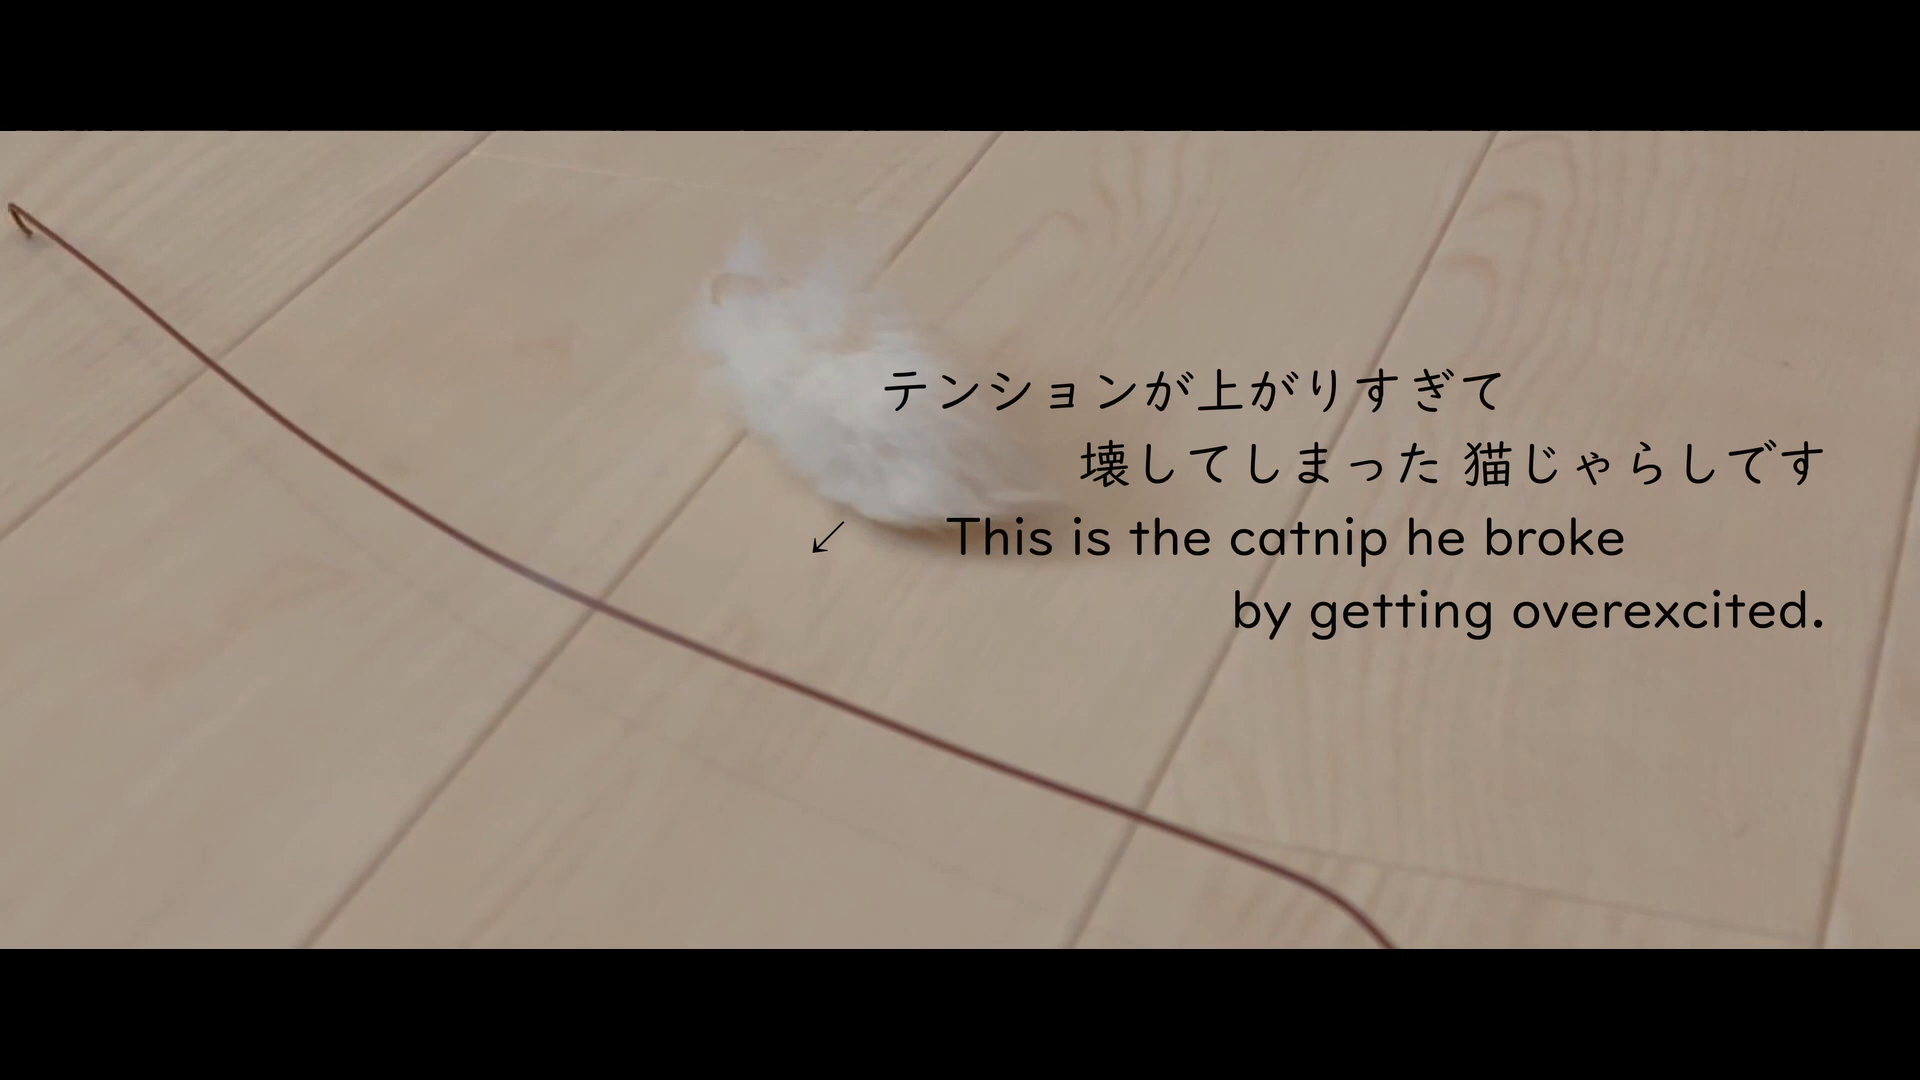 テンションが上がりすぎて
壊してしまった 猫じゃらしです
↙ This is the catnip he broke
by getting overexcited.